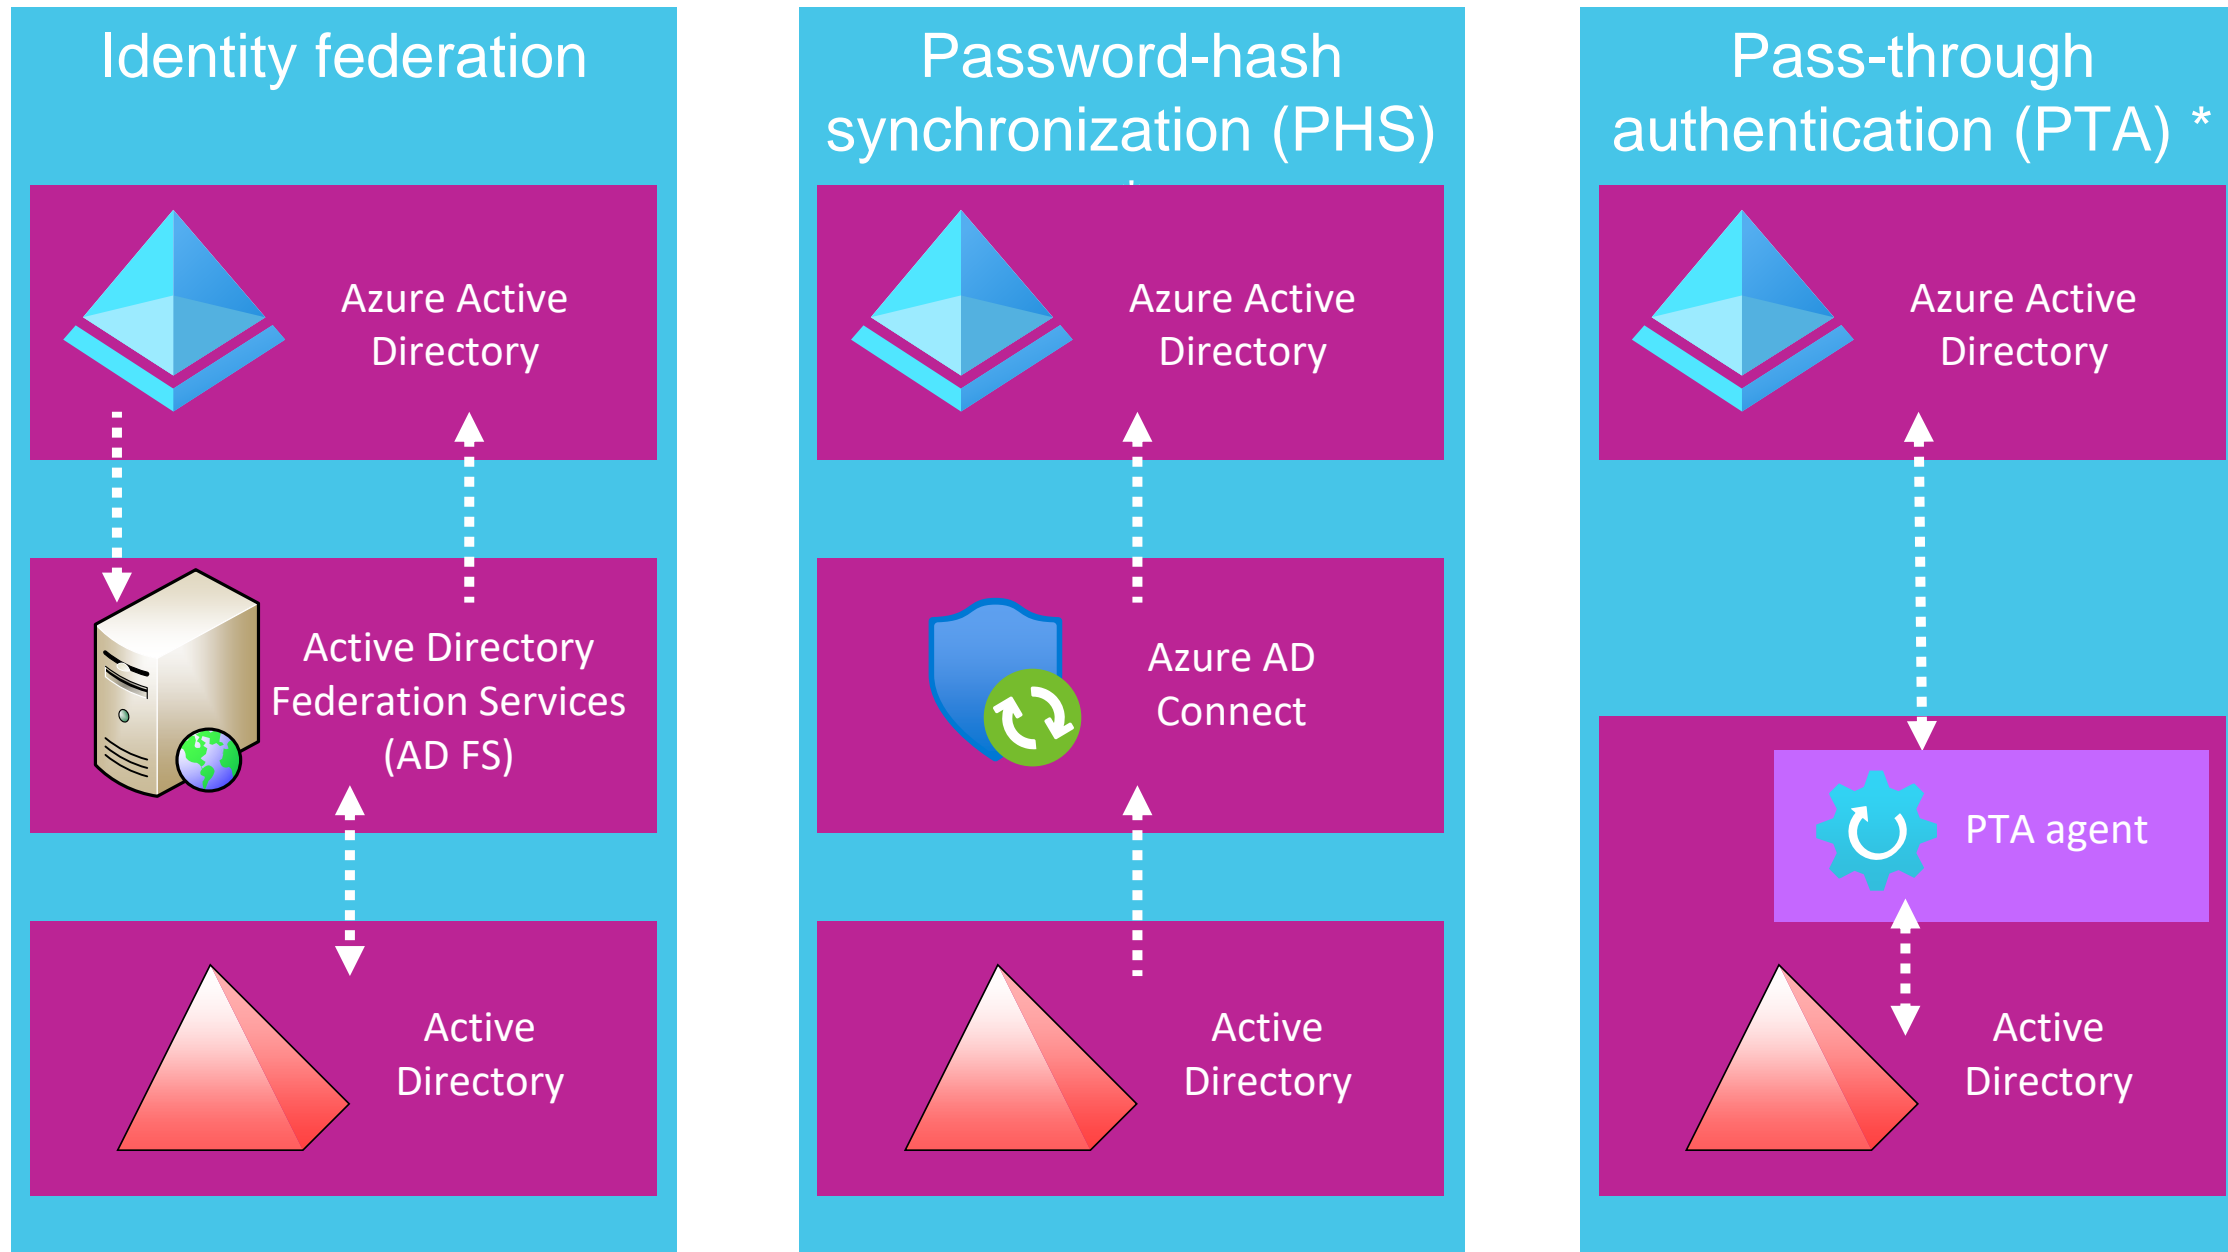 Identity federation
Azure Active
Directory
Active Directory
Federation Services
(AD FS)
Active
Directory
Password-hash
synchronization (PHS)
Azure Active
Directory
Azure AD
Connect
Active
Directory
Pass-through
authentication (PTA) *
Azure Active
Directory
PTA agent
Active
Directory